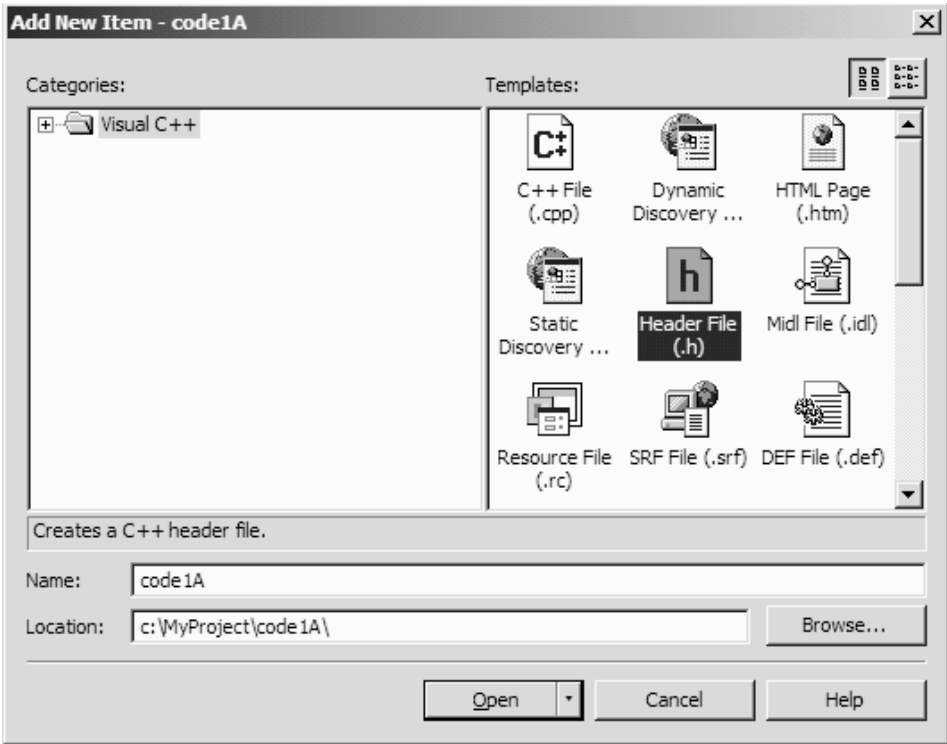 Add New Item - code1A
Categories:
Templates:
Visual C++
C++ File
(.cpp)
Dynamic
Discovery ...
HTML Page
(.htm)
Static
Discovery ...
Header File
(.h)
Midl File (.idl)
Resource File
(.rc)
SRF File (.srf)
DEF File (.def)
Creates a C++ header file.
Name:
code1A
Location:
c:\MyProject\code1A\
Browse...
Open
Cancel
Help